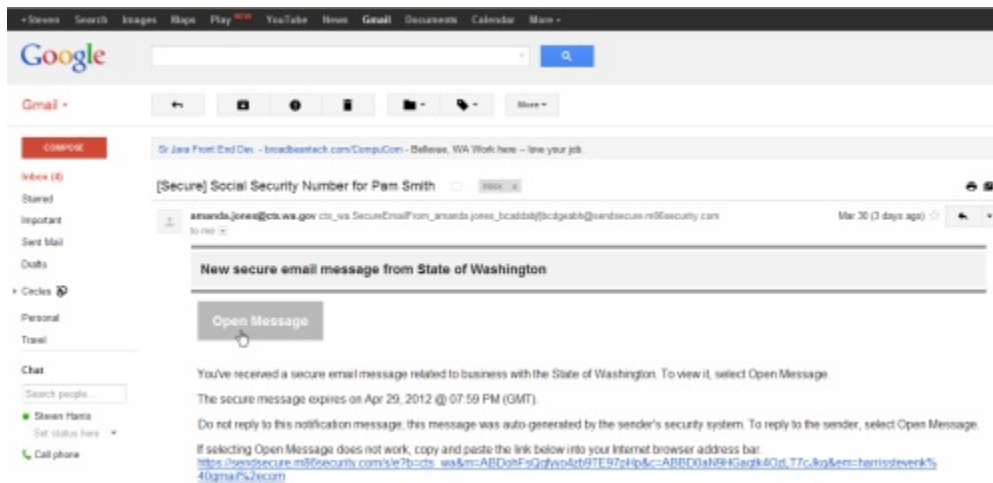 +Steven Search Images Maps Play NEW YouTube News Gmail Documents Calendar More
Google
Gmail
More
COMPOSE
Sr Java Front End Dev. - broadbeantech.com/CompuCom - Bellevue, WA Work here – love your job.
Inbox (4)
[Secure] Social Security Number for Pam Smith Inbox x
Starred
Important
amanda.jones@cts.wa.gov
Mar 30 (3 days ago)
to me
Sent Mail
Drafts
Circles
Personal
Travel
New secure email message from State of Washington
Open Message
Chat
Search people...
Steven Harris
Set status here
Call phone
You've received a secure email message related to business with the State of Washington. To view it, select Open Message.
The secure message expires on Apr 29, 2012 @ 07:59 PM (GMT).
Do not reply to this notification message; this message was auto-generated by the sender's security system. To reply to the sender, select Open Message.
If selecting Open Message does not work, copy and paste the link below into your Internet browser address bar: